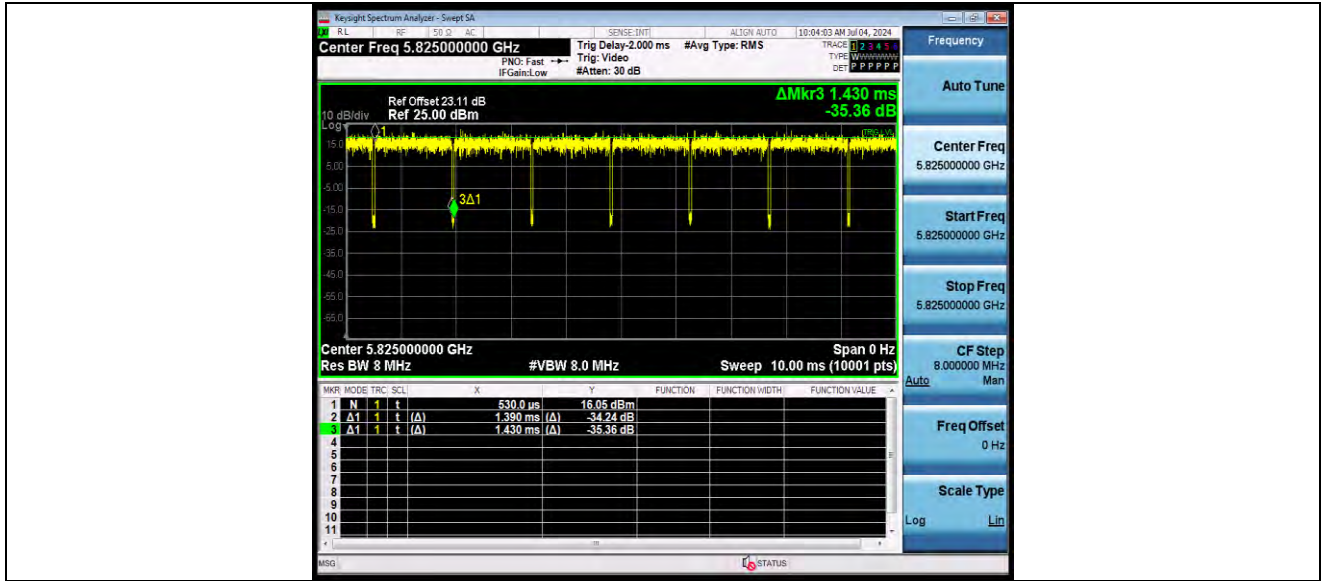 Keysight Spectrum Analyzer - Swept SA
RL RF 50 Ω AC SENSE:INT ALIGN AUTO 10:04:03 AM Jul 04, 2024
Center Freq 5.825000000 GHz
PNO: Fast
IFGain:Low
Trig Delay-2.000 ms
Trig: Video
#Atten: 30 dB
#Avg Type: RMS
TRACE 1 2 3 4 5 6
TYPE WWWWWW
DET P P P P P P
ΔMkr3 1.430 ms
-35.36 dB
Ref Offset 23.11 dB
10 dB/div Ref 25.00 dBm
Log
1
TRIG LVL
15.0
5.00
-5.00
3Δ1
-15.0
-25.0
-35.0
-45.0
-55.0
-65.0
Center 5.825000000 GHz Span 0 Hz
Res BW 8 MHz #VBW 8.0 MHz Sweep 10.00 ms (10001 pts)
MKR MODE TRC SCL X Y FUNCTION FUNCTION WIDTH FUNCTION VALUE
1 N 1 t 530.0 µs 16.05 dBm
2 Δ1 1 t (Δ) 1.390 ms (Δ) -34.24 dB
3 Δ1 1 t (Δ) 1.430 ms (Δ) -35.36 dB
4
5
6
7
8
9
10
11
MSG STATUS
Frequency
Auto Tune
Center Freq
5.825000000 GHz
Start Freq
5.825000000 GHz
Stop Freq
5.825000000 GHz
CF Step
8.000000 MHz
Auto Man
Freq Offset
0 Hz
Scale Type
Log Lin